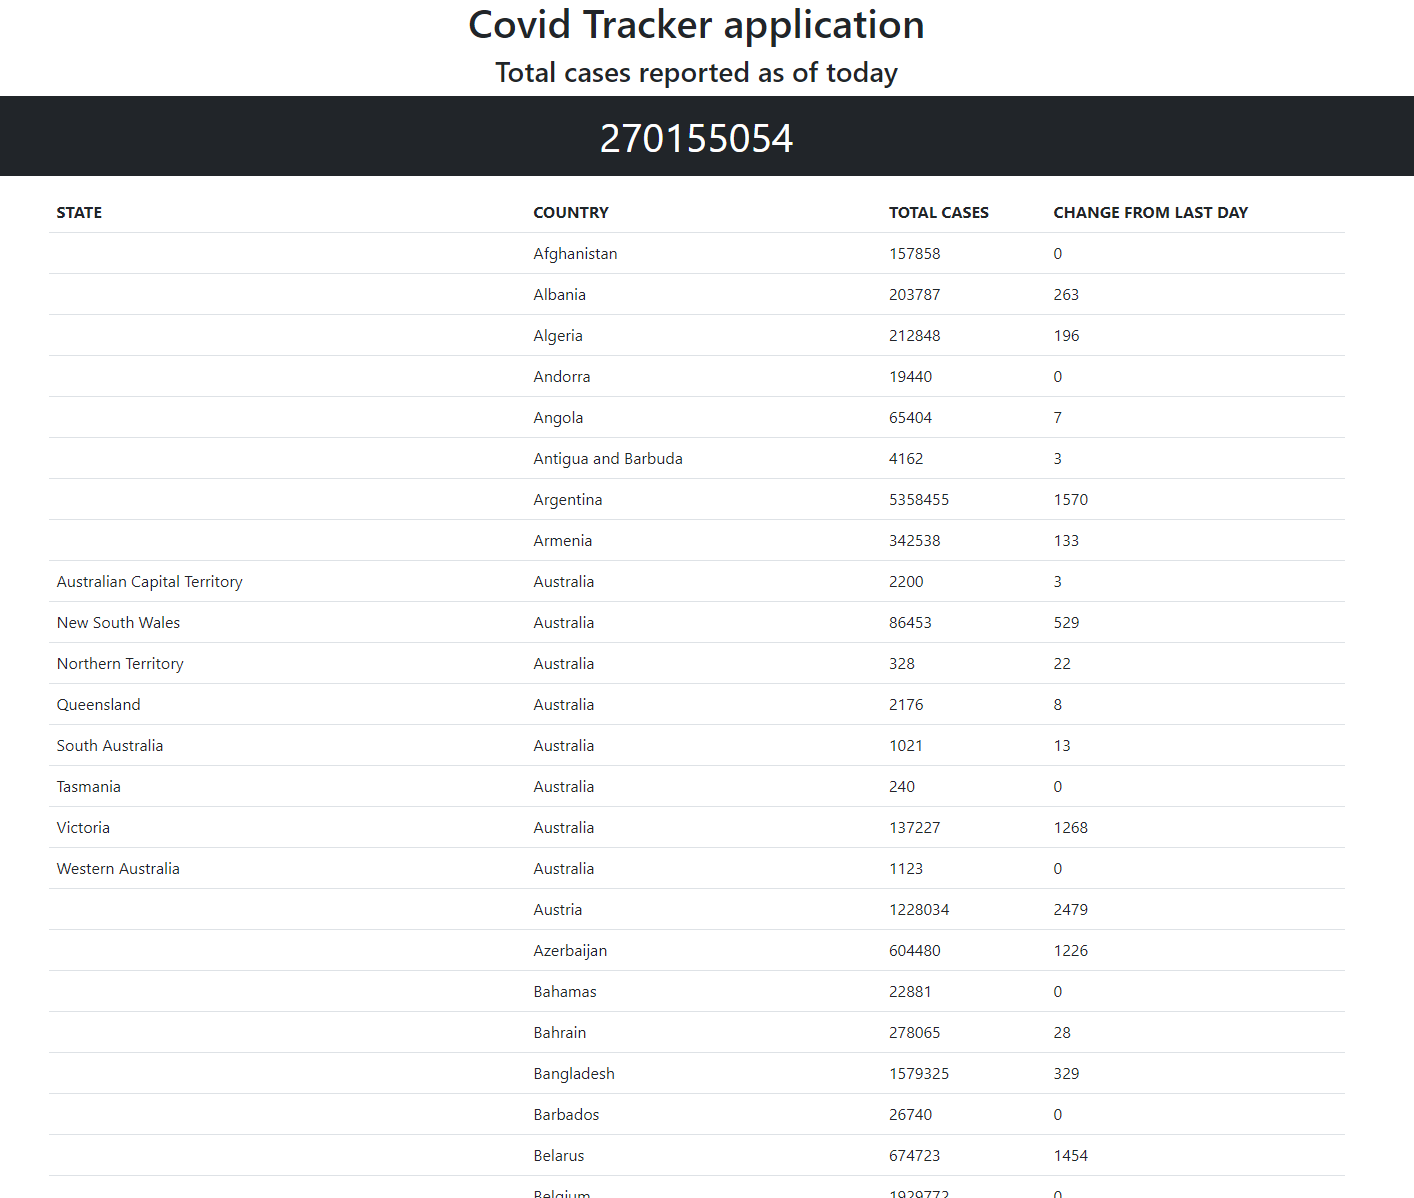 Covid Tracker application
Total cases reported as of today
270155054
STATE COUNTRY TOTAL CASES CHANGE FROM LAST DAY
Afghanistan 157858 0
Albania 203787 263
Algeria 212848 196
Andorra 19440 0
Angola 65404 7
Antigua and Barbuda 4162 3
Argentina 5358455 1570
Armenia 342538 133
Australian Capital Territory Australia 2200 3
New South Wales Australia 86453 529
Northern Territory Australia 328 22
Queensland Australia 2176 8
South Australia Australia 1021 13
Tasmania Australia 240 0
Victoria Australia 137227 1268
Western Australia Australia 1123 0
Austria 1228034 2479
Azerbaijan 604480 1226
Bahamas 22881 0
Bahrain 278065 28
Bangladesh 1579325 329
Barbados 26740 0
Belarus 674723 1454
Belgium 1929772 0